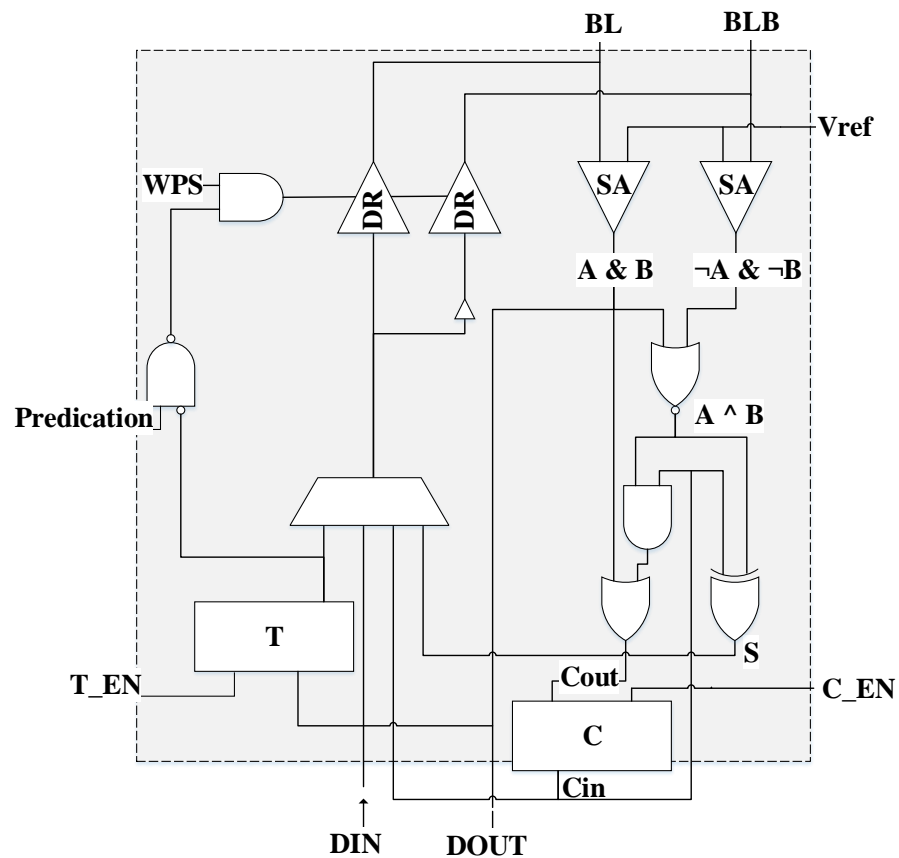 BL
BLB
Vref
WPS
DR
DR
SA
SA
A & B
¬A & ¬B
Predication
A ^ B
T
S
T_EN
Cout
C_EN
C
Cin
DIN
DOUT